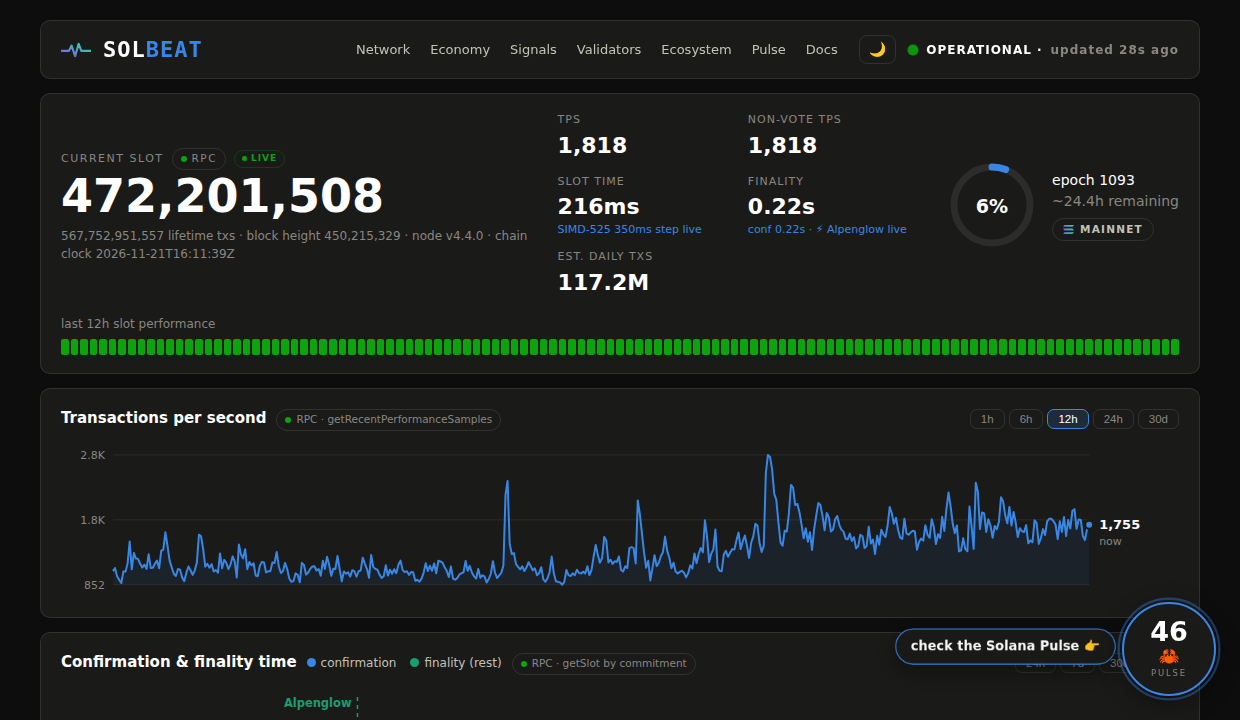 SOLBEAT
Network Economy Signals Validators Ecosystem Pulse Docs
OPERATIONAL · updated 28s ago
CURRENT SLOT RPC LIVE
472,201,508
567,752,951,557 lifetime txs · block height 450,215,329 · node v4.4.0 · chain
clock 2026-11-21T16:11:39Z
TPS
1,818
NON-VOTE TPS
1,818
SLOT TIME
216ms
SIMD-525 350ms step live
FINALITY
0.22s
conf 0.22s · ⚡ Alpenglow live
EST. DAILY TXS
117.2M
6%
epoch 1093
~24.4h remaining
MAINNET
last 12h slot performance
Transactions per second RPC · getRecentPerformanceSamples
1h 6h 12h 24h 30d
2.8K
1.8K
852
1,755
now
Confirmation & finality time confirmation finality (rest) RPC · getSlot by commitment
Alpenglow
check the Solana Pulse 👉
46
PULSE